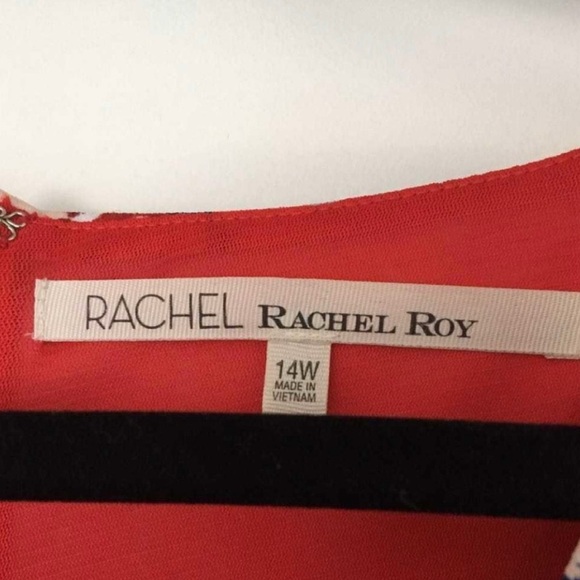 RACHEL RACHEL ROY
14W
MADE IN
VIETNAM